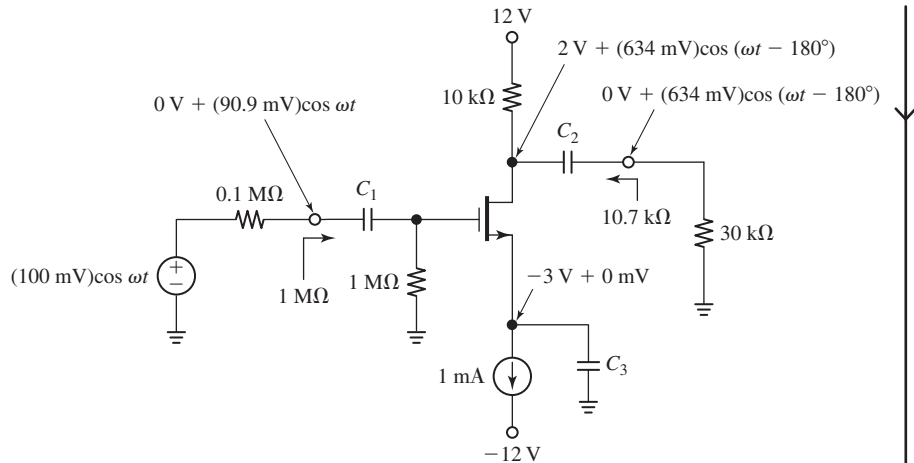 12 V
2 V + (634 mV)cos (ωt − 180°)
10 kΩ
0 V + (634 mV)cos (ωt − 180°)
0 V + (90.9 mV)cos ωt
C2
0.1 MΩ
C1
10.7 kΩ
30 kΩ
(100 mV)cos ωt
+
−
1 MΩ
1 MΩ
−3 V + 0 mV
1 mA
C3
−12 V